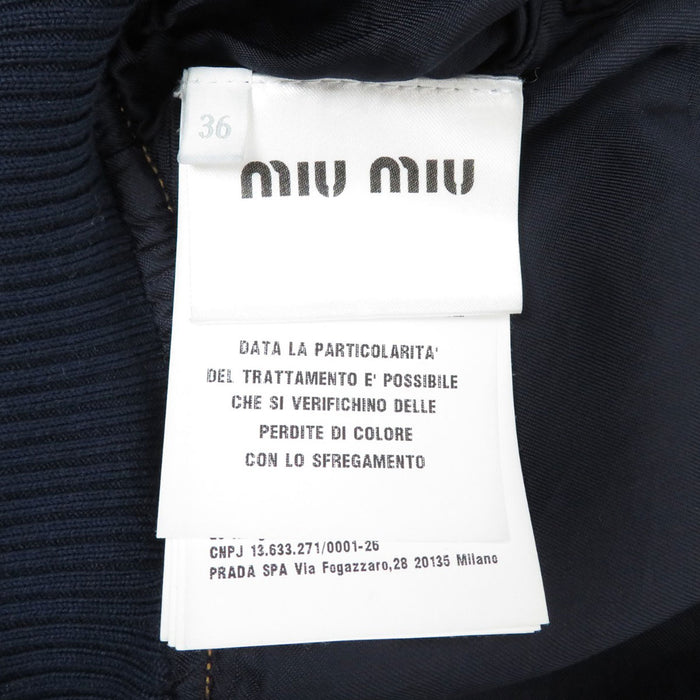 36
miu miu
DATA LA PARTICOLARITA'
DEL TRATTAMENTO E' POSSIBILE
CHE SI VERIFICHINO DELLE
PERDITE DI COLORE
CON LO SFREGAMENTO
CNPJ 13.633.271/0001-26
PRADA SPA Via Fogazzaro,28 20135 Milano